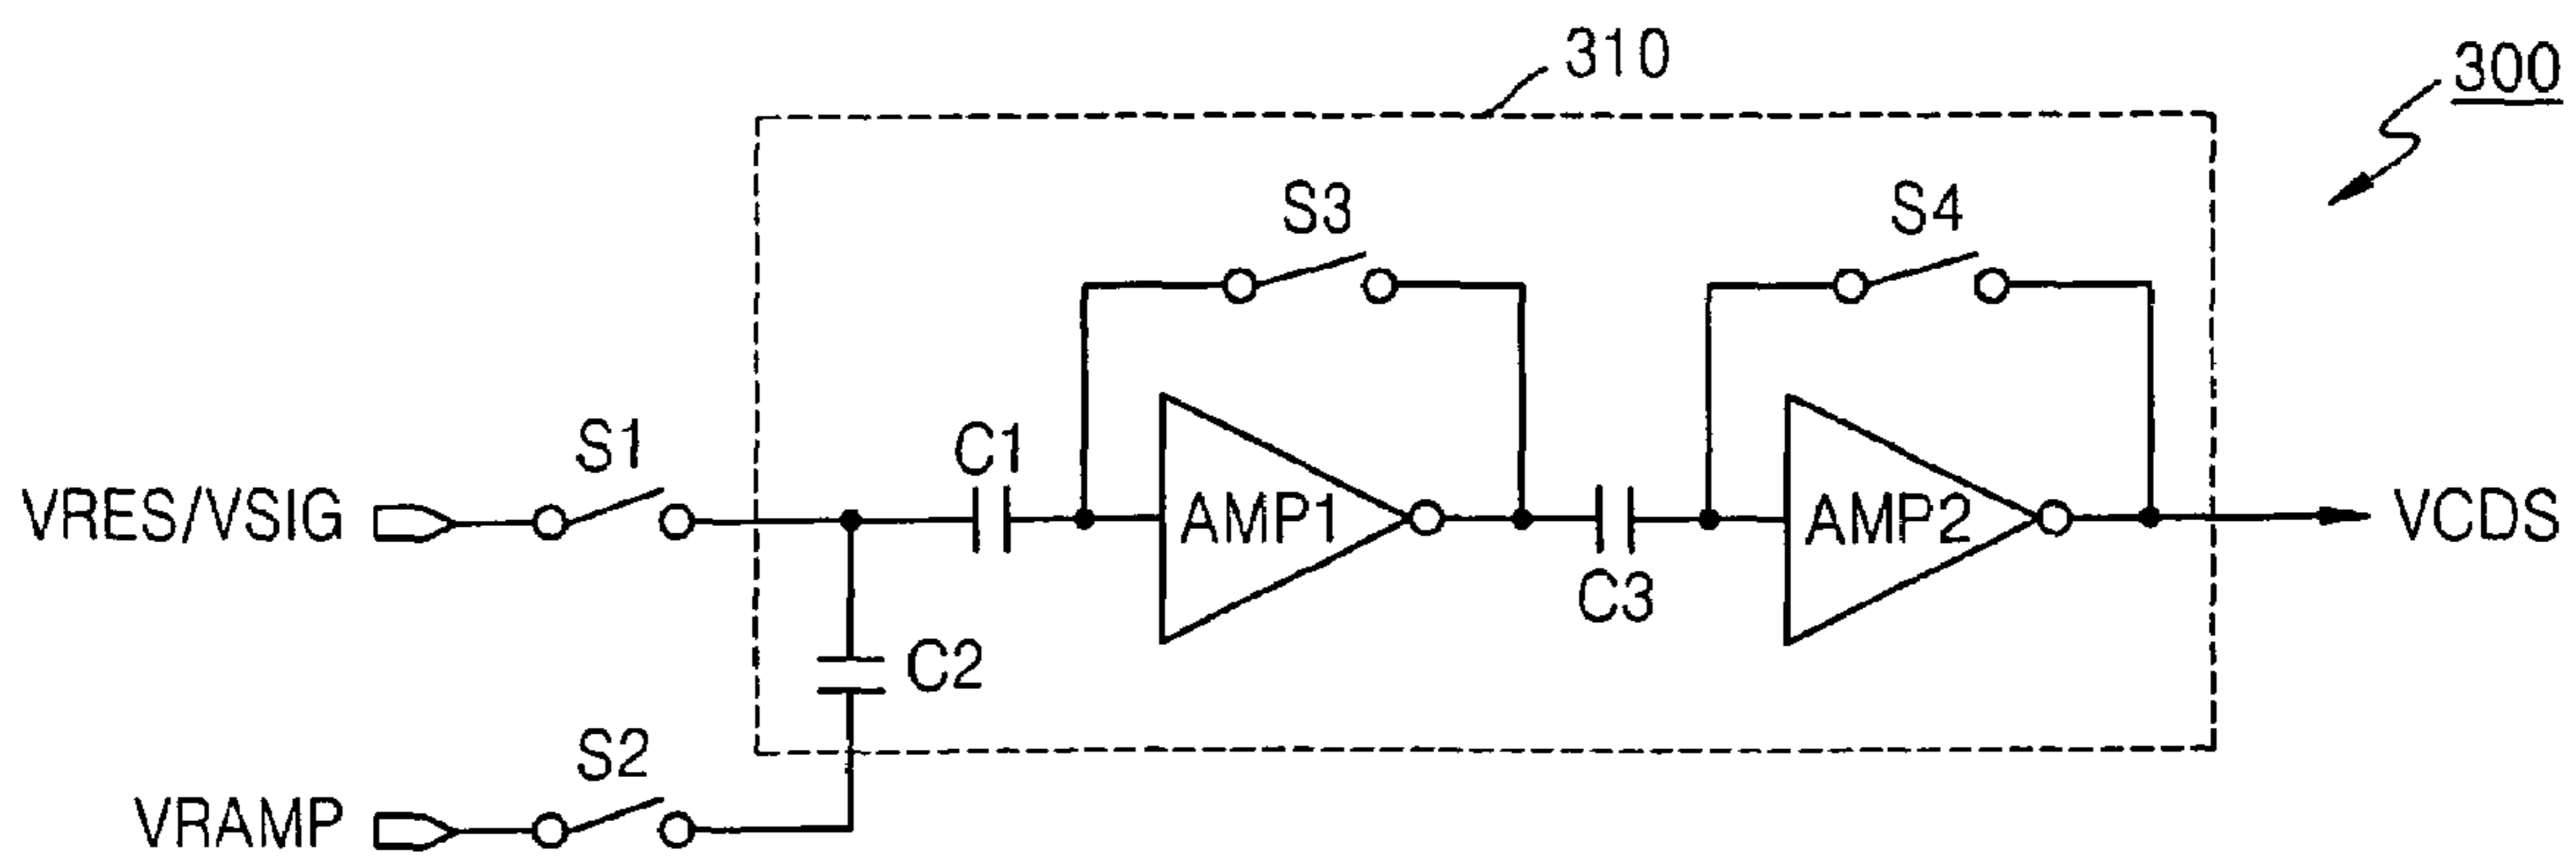 310
300
S3
S4
S1
C1
VRES/VSIG
AMP1
AMP2
VCDS
C3
C2
S2
VRAMP